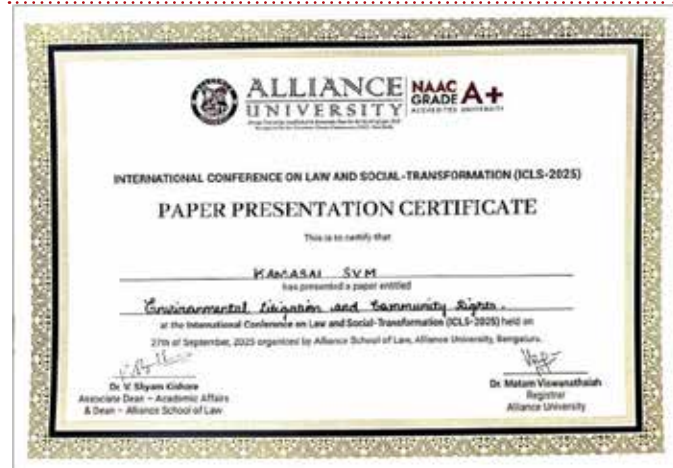 ALLIANCE
UNIVERSITY
NAAC
GRADE A+
ACCREDITED UNIVERSITY
INTERNATIONAL CONFERENCE ON LAW AND SOCIAL-TRANSFORMATION (ICLS-2025)
PAPER PRESENTATION CERTIFICATE
This is to certify that
KAMASAI SVM
has presented a paper entitled
Environmental Litigation and Community Rights.
at the International Conference on Law and Social-Transformation (ICLS-2025) held on
27th of September, 2025 organized by Alliance School of Law, Alliance University, Bengaluru.
Dr. V. Shyam Kishore
Associate Dean – Academic Affairs
& Dean – Alliance School of Law
Dr. Matam Viswanathaiah
Registrar
Alliance University